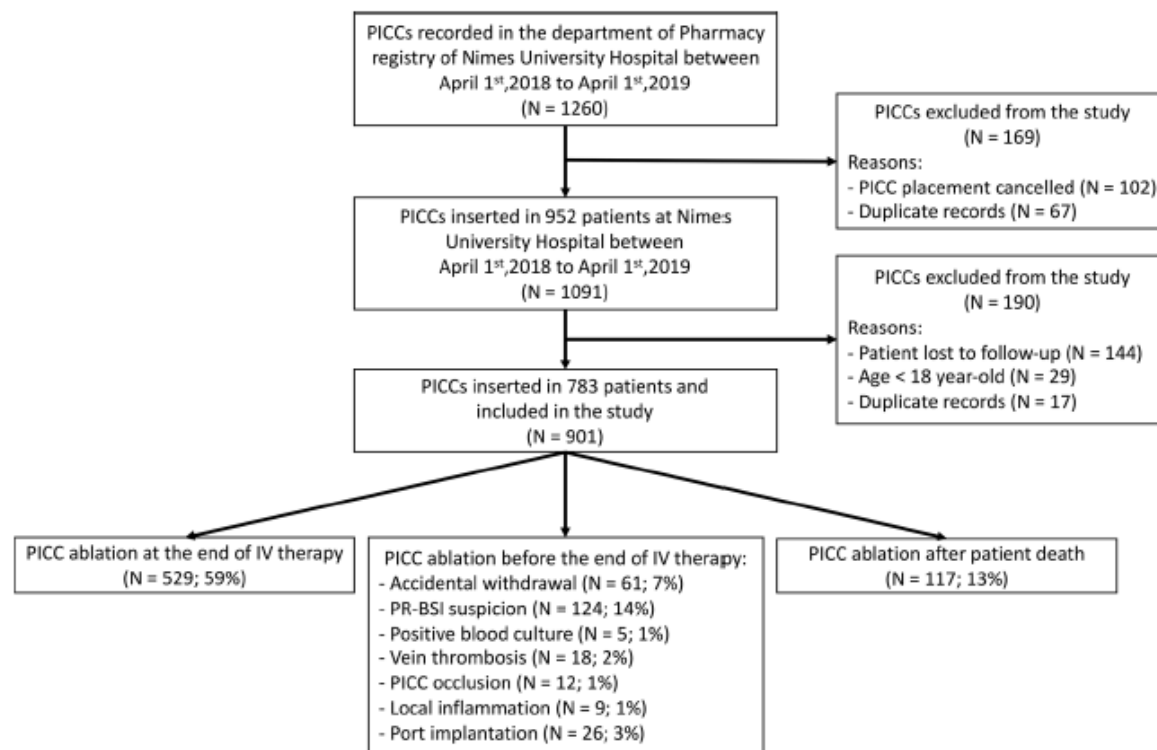 PICCs recorded in the department of Pharmacy
registry of Nimes University Hospital between
April 1st,2018 to April 1st,2019
(N = 1260)
PICCs excluded from the study
(N = 169)
Reasons:
- PICC placement cancelled (N = 102)
- Duplicate records (N = 67)
PICCs inserted in 952 patients at Nimes
University Hospital between
April 1st,2018 to April 1st,2019
(N = 1091)
PICCs excluded from the study
(N = 190)
Reasons:
- Patient lost to follow-up (N = 144)
- Age < 18 year-old (N = 29)
- Duplicate records (N = 17)
PICCs inserted in 783 patients and
included in the study
(N = 901)
PICC ablation at the end of IV therapy
(N = 529; 59%)
PICC ablation before the end of IV therapy:
- Accidental withdrawal (N = 61; 7%)
- PR-BSI suspicion (N = 124; 14%)
- Positive blood culture (N = 5; 1%)
- Vein thrombosis (N = 18; 2%)
- PICC occlusion (N = 12; 1%)
- Local inflammation (N = 9; 1%)
- Port implantation (N = 26; 3%)
PICC ablation after patient death
(N = 117; 13%)